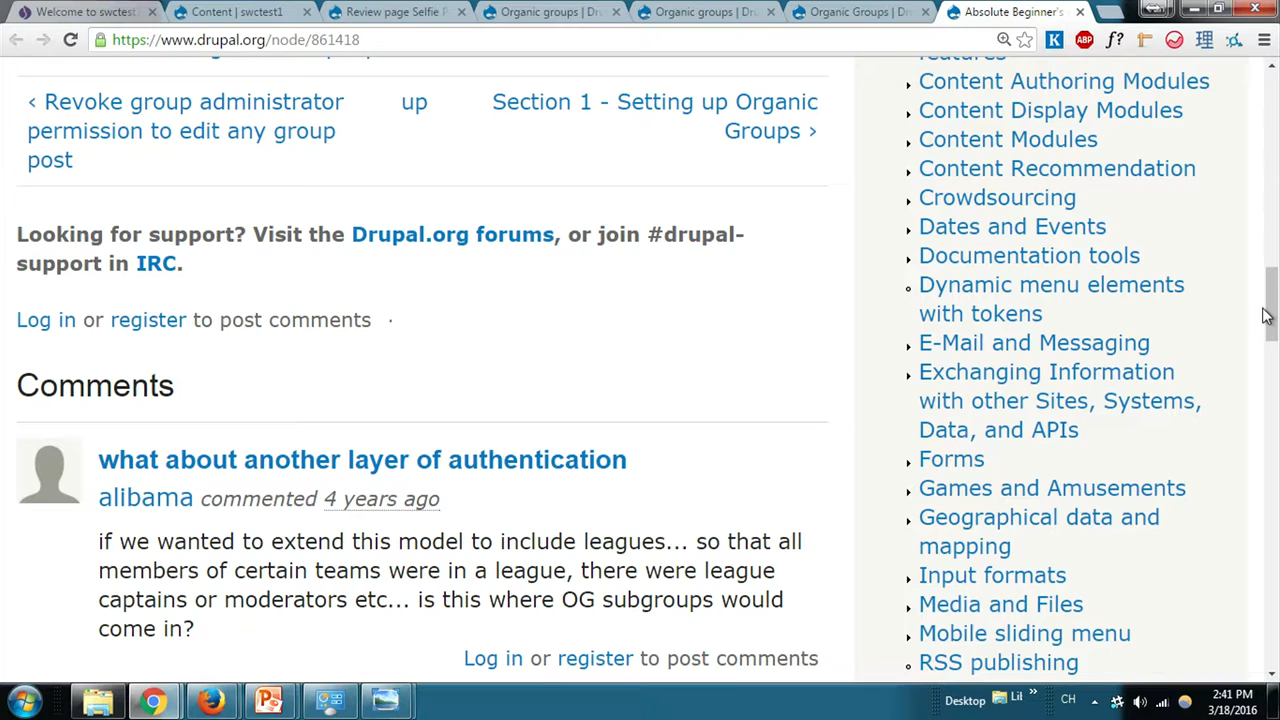 Welcome to swctest
Content | swctest1
Review page Selfie P
Organic groups | Dru
Organic groups | Dru
Organic Groups | Dru
Absolute Beginner's
https://www.drupal.org/node/861418
‹ Revoke group administrator
permission to edit any group
post
up
Section 1 - Setting up Organic
Groups ›
Looking for support? Visit the Drupal.org forums, or join #drupal-
support in IRC.
Log in or register to post comments ·
Comments
what about another layer of authentication
alibama commented 4 years ago
if we wanted to extend this model to include leagues... so that all
members of certain teams were in a league, there were league
captains or moderators etc... is this where OG subgroups would
come in?
Log in or register to post comments
Content Authoring Modules
Content Display Modules
Content Modules
Content Recommendation
Crowdsourcing
Dates and Events
Documentation tools
Dynamic menu elements
with tokens
E-Mail and Messaging
Exchanging Information
with other Sites, Systems,
Data, and APIs
Forms
Games and Amusements
Geographical data and
mapping
Input formats
Media and Files
Mobile sliding menu
RSS publishing
Desktop
Lil
CH
2:41 PM
3/18/2016